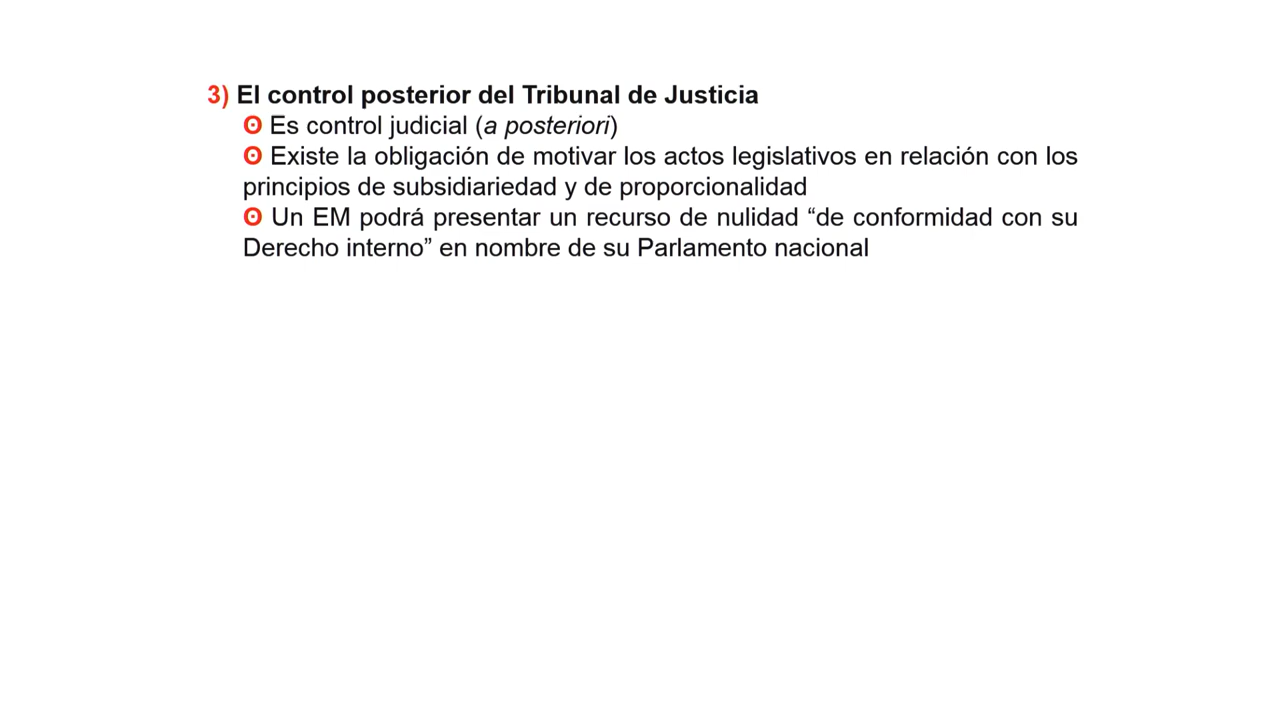 3) El control posterior del Tribunal de Justicia
ʘ Es control judicial (a posteriori)
ʘ Existe la obligación de motivar los actos legislativos en relación con los
principios de subsidiariedad y de proporcionalidad
ʘ Un EM podrá presentar un recurso de nulidad “de conformidad con su
Derecho interno” en nombre de su Parlamento nacional